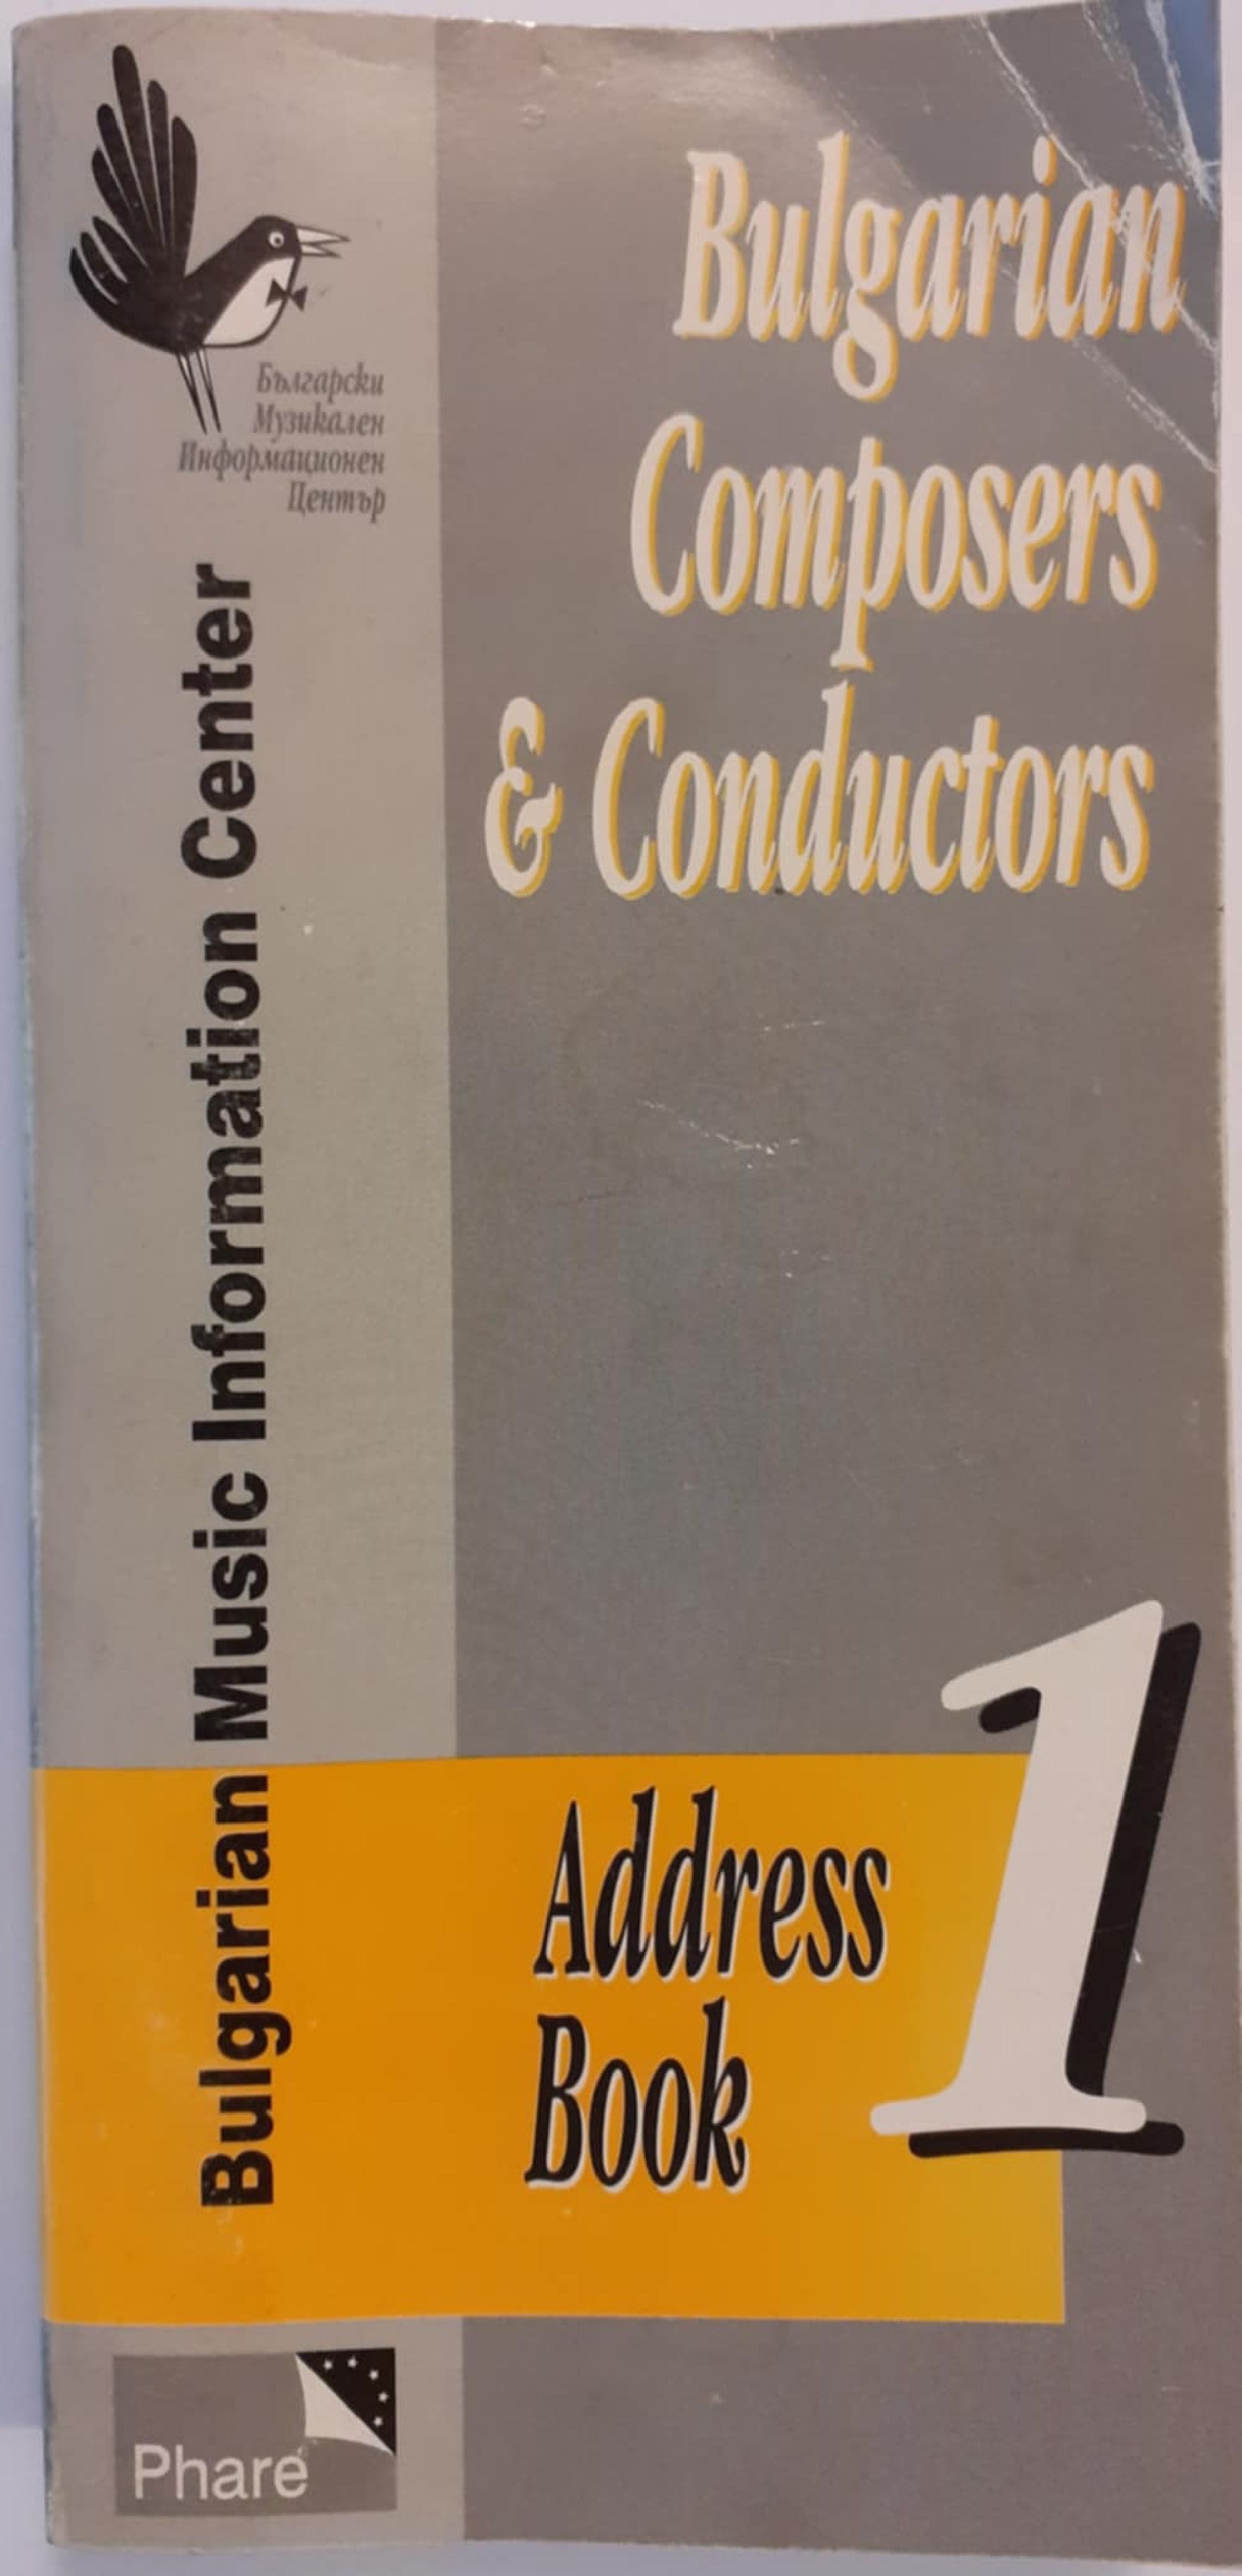 Български
Музикален
Информационен
Център
Bulgarian Music Information Center
Bulgarian
Composers
& Conductors
Address
Book
1
Phare